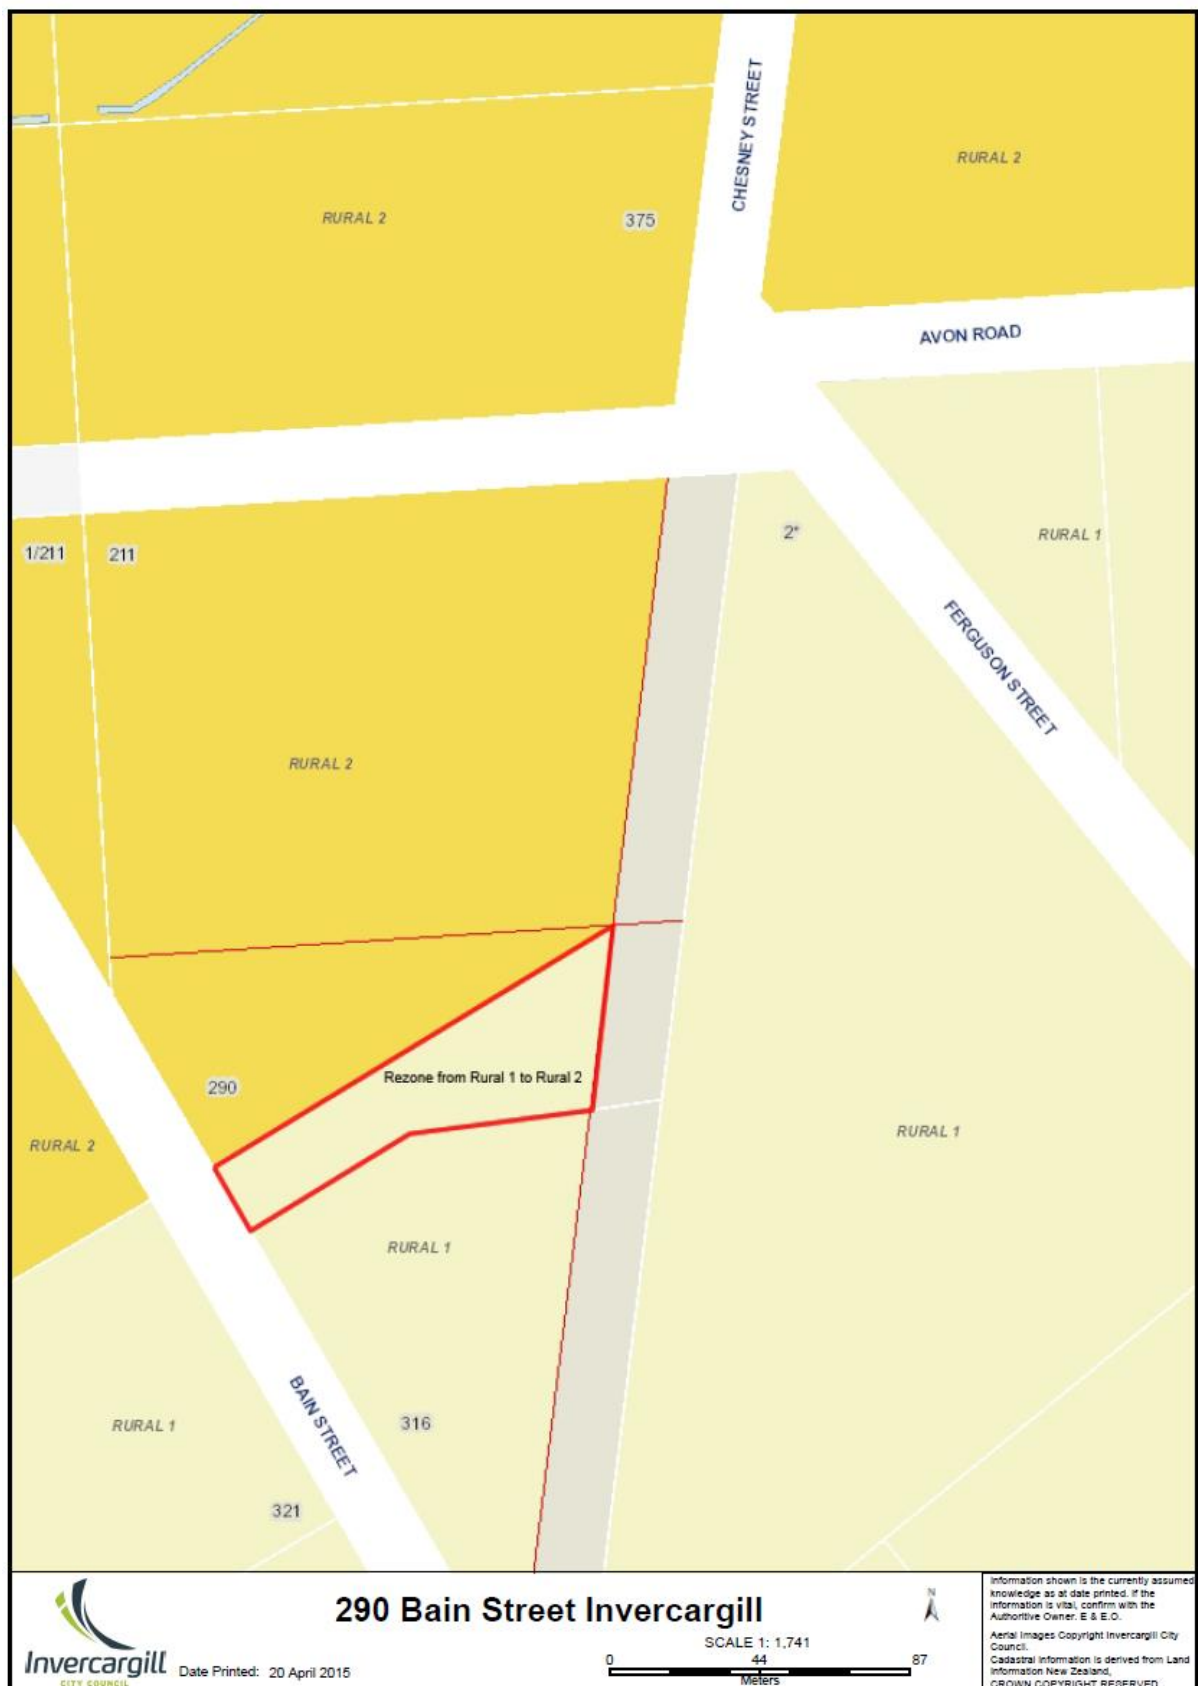 CHESNEY STREET
RURAL 2
RURAL 2
375
AVON ROAD
1/211
211
2*
RURAL 1
FERGUSON STREET
RURAL 2
Rezone from Rural 1 to Rural 2
290
RURAL 2
RURAL 1
RURAL 1
BAIN STREET
RURAL 1
316
321
Invercargill
CITY COUNCIL
Date Printed: 20 April 2015
290 Bain Street Invercargill
N
SCALE 1: 1,741
0 44 87
Meters
Information shown is the currently assumed
knowledge as at date printed. If the
information is vital, confirm with the
Authoritive Owner. E & E.O.
Aerial Images Copyright Invercargill City
Council.
Cadastral Information is derived from Land
Information New Zealand,
CROWN COPYRIGHT RESERVED